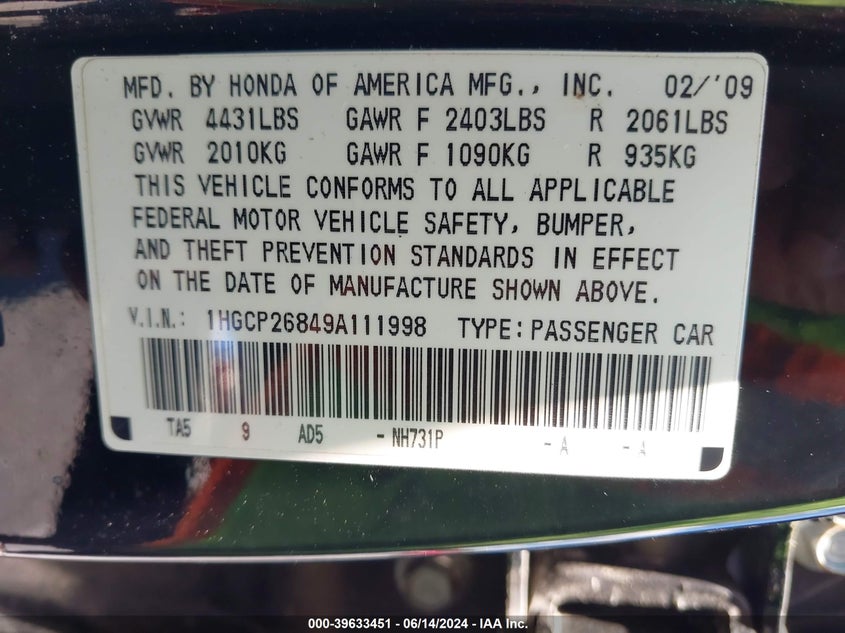 MFD. BY HONDA OF AMERICA MFG., INC. 02/'09
GVWR 4431LBS GAWR F 2403LBS R 2061LBS
GVWR 2010KG GAWR F 1090KG R 935KG
THIS VEHICLE CONFORMS TO ALL APPLICABLE
FEDERAL MOTOR VEHICLE SAFETY, BUMPER,
AND THEFT PREVENTION STANDARDS IN EFFECT
ON THE DATE OF MANUFACTURE SHOWN ABOVE.
V.I.N.: 1HGCP26849A111998 TYPE: PASSENGER CAR
TA5 9 AD5 - NH731P - A - A
000-39633451 - 06/14/2024 - IAA Inc.